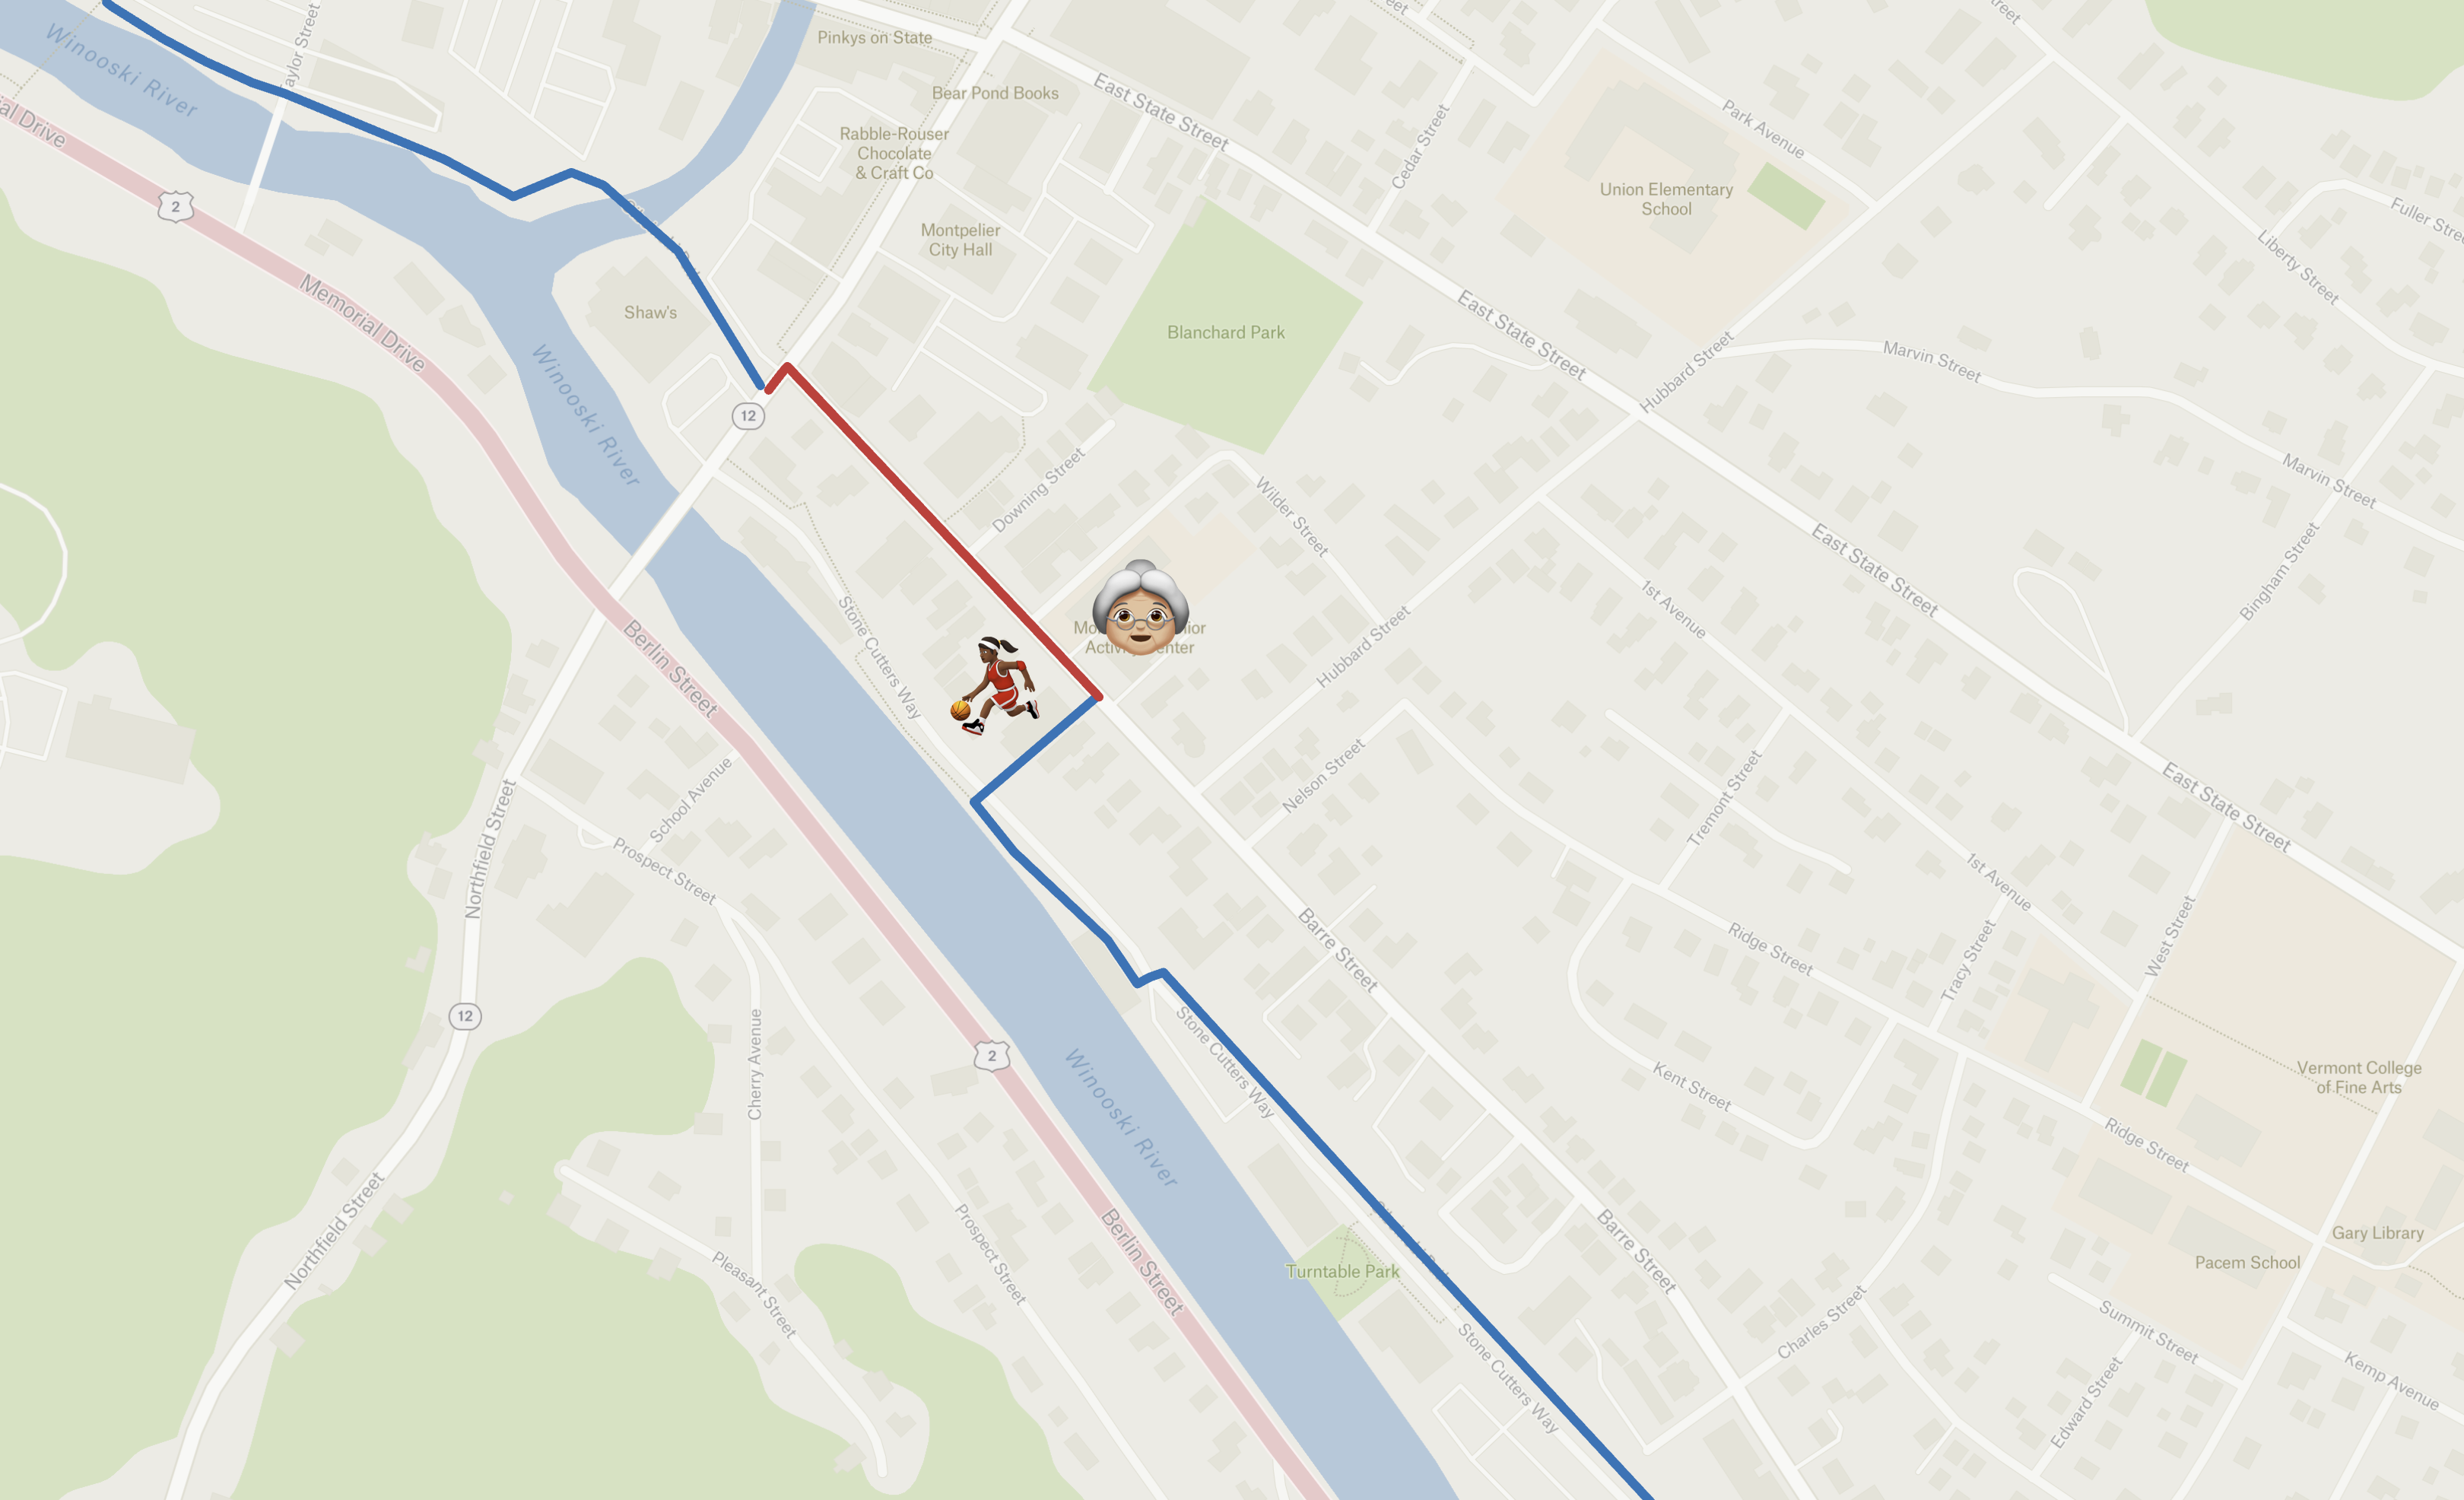 Winooski River
Taylor Street
Pinkys on State
Bear Pond Books
East State Street
Rabble-Rouser
Chocolate
& Craft Co
Cedar Street
Park Avenue
Union Elementary
School
Fuller
Liberty Street
2
Memorial Drive
Montpelier
City Hall
Shaw's
Blanchard Park
East State Street
Hubbard Street
Marvin Street
12
Winooski River
Downing Street
Wilder Street
Marvin Street
East State Street
Bingham Street
1st Avenue
Hubbard Street
Berlin Street
Stone Cutters Way
School Avenue
Nelson Street
Tremont Street
East State Street
Northfield Street
Prospect Street
1st Avenue
West Street
Barre Street
Ridge Street
Tracy Street
12
2
Cherry Avenue
Winooski River
Stone Cutters Way
Kent Street
Vermont College
of Fine Arts
Ridge Street
Northfield Street
Pleasant Street
Prospect Street
Berlin Street
Turntable Park
Barre Street
Gary Library
Pacem School
Charles Street
Summit Street
Stone Cutters Way
Edward Street
Kemp Avenue